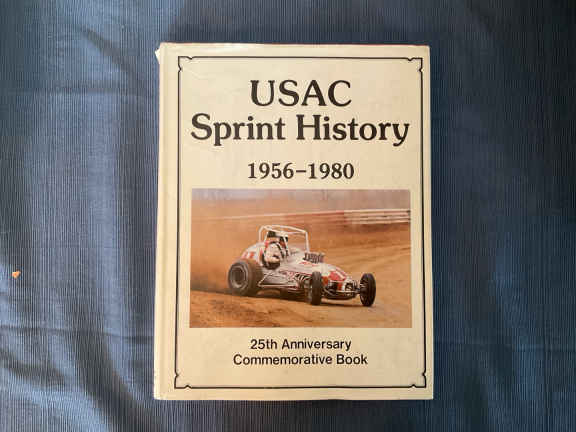 USAC
Sprint History
1956–1980
25th Anniversary
Commemorative Book